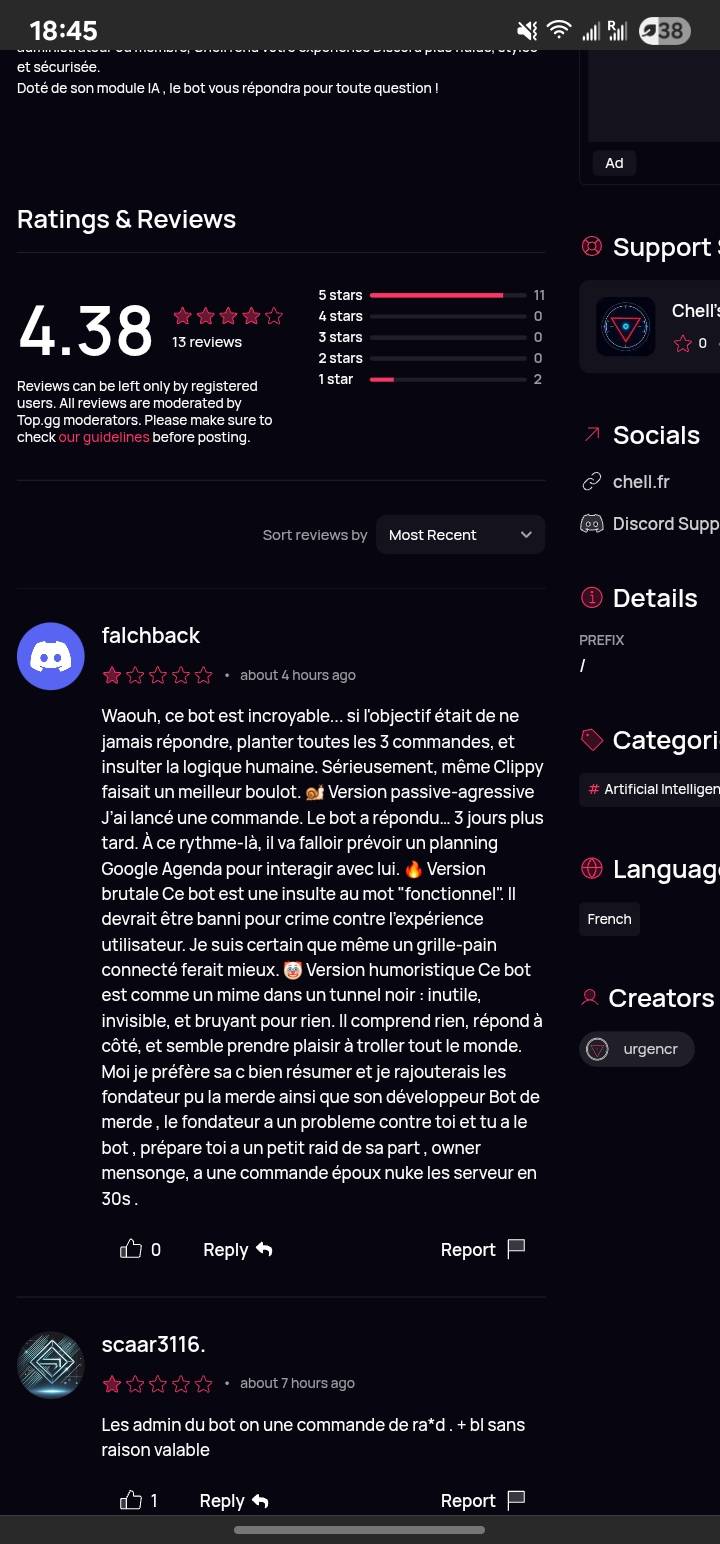 18:45
R
38
et sécurisée.
Doté de son module IA , le bot vous répondra pour toute question !
Ad
Ratings & Reviews
4.38
13 reviews
5 stars 11
4 stars 0
3 stars 0
2 stars 0
1 star 2
Reviews can be left only by registered
users. All reviews are moderated by
Top.gg moderators. Please make sure to
check our guidelines before posting.
Sort reviews by Most Recent
falchback
• about 4 hours ago
Waouh, ce bot est incroyable... si l'objectif était de ne
jamais répondre, planter toutes les 3 commandes, et
insulter la logique humaine. Sérieusement, même Clippy
faisait un meilleur boulot. 🐌 Version passive-agressive
J'ai lancé une commande. Le bot a répondu... 3 jours plus
tard. À ce rythme-là, il va falloir prévoir un planning
Google Agenda pour interagir avec lui. 🔥 Version
brutale Ce bot est une insulte au mot "fonctionnel". Il
devrait être banni pour crime contre l'expérience
utilisateur. Je suis certain que même un grille-pain
connecté ferait mieux. 🤡 Version humoristique Ce bot
est comme un mime dans un tunnel noir : inutile,
invisible, et bruyant pour rien. Il comprend rien, répond à
côté, et semble prendre plaisir à troller tout le monde.
Moi je préfère sa c bien résumer et je rajouterais les
fondateur pu la merde ainsi que son développeur Bot de
merde , le fondateur a un probleme contre toi et tu a le
bot , prépare toi a un petit raid de sa part , owner
mensonge, a une commande époux nuke les serveur en
30s .
0 Reply Report
scaar3116.
• about 7 hours ago
Les admin du bot on une commande de ra*d . + bl sans
raison valable
1 Reply Report
Support S
Chell's
0
Socials
chell.fr
Discord Supp
Details
PREFIX
/
Categori
# Artificial Intelligen
Language
French
Creators
urgencr